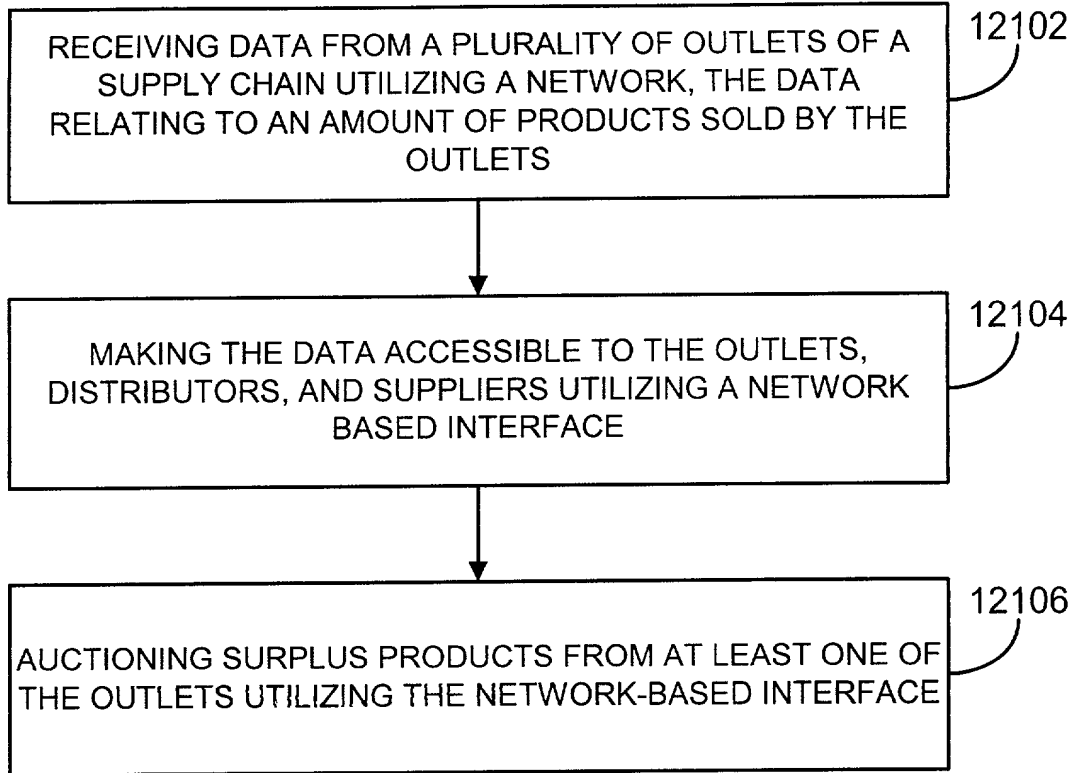 RECEIVING DATA FROM A PLURALITY OF OUTLETS OF A
SUPPLY CHAIN UTILIZING A NETWORK, THE DATA
RELATING TO AN AMOUNT OF PRODUCTS SOLD BY THE
OUTLETS
12102
MAKING THE DATA ACCESSIBLE TO THE OUTLETS,
DISTRIBUTORS, AND SUPPLIERS UTILIZING A NETWORK
BASED INTERFACE
12104
AUCTIONING SURPLUS PRODUCTS FROM AT LEAST ONE OF
THE OUTLETS UTILIZING THE NETWORK-BASED INTERFACE
12106